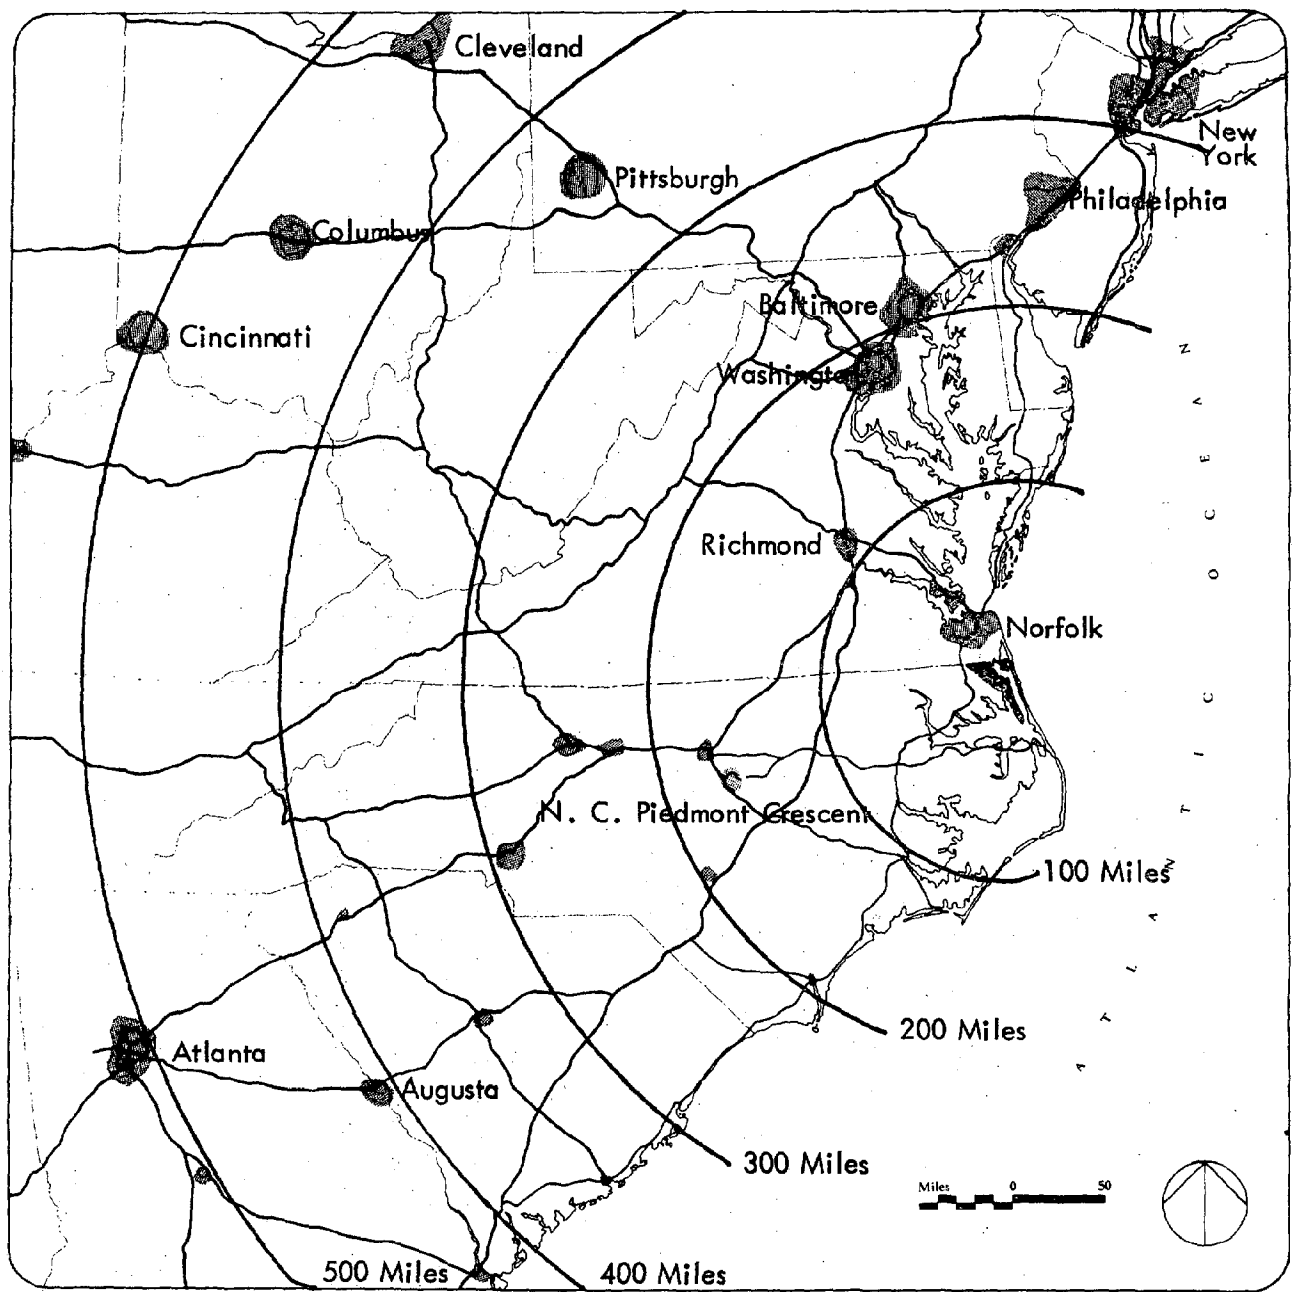 Cleveland
New
York
Pittsburgh
Philadelphia
Columbus
Baltimore
Cincinnati
Washington
Richmond
Norfolk
N. C. Piedmont Crescent
100 Miles
200 Miles
Atlanta
Augusta
300 Miles
Miles 0 50
500 Miles
400 Miles
ATLANTIC OCEAN